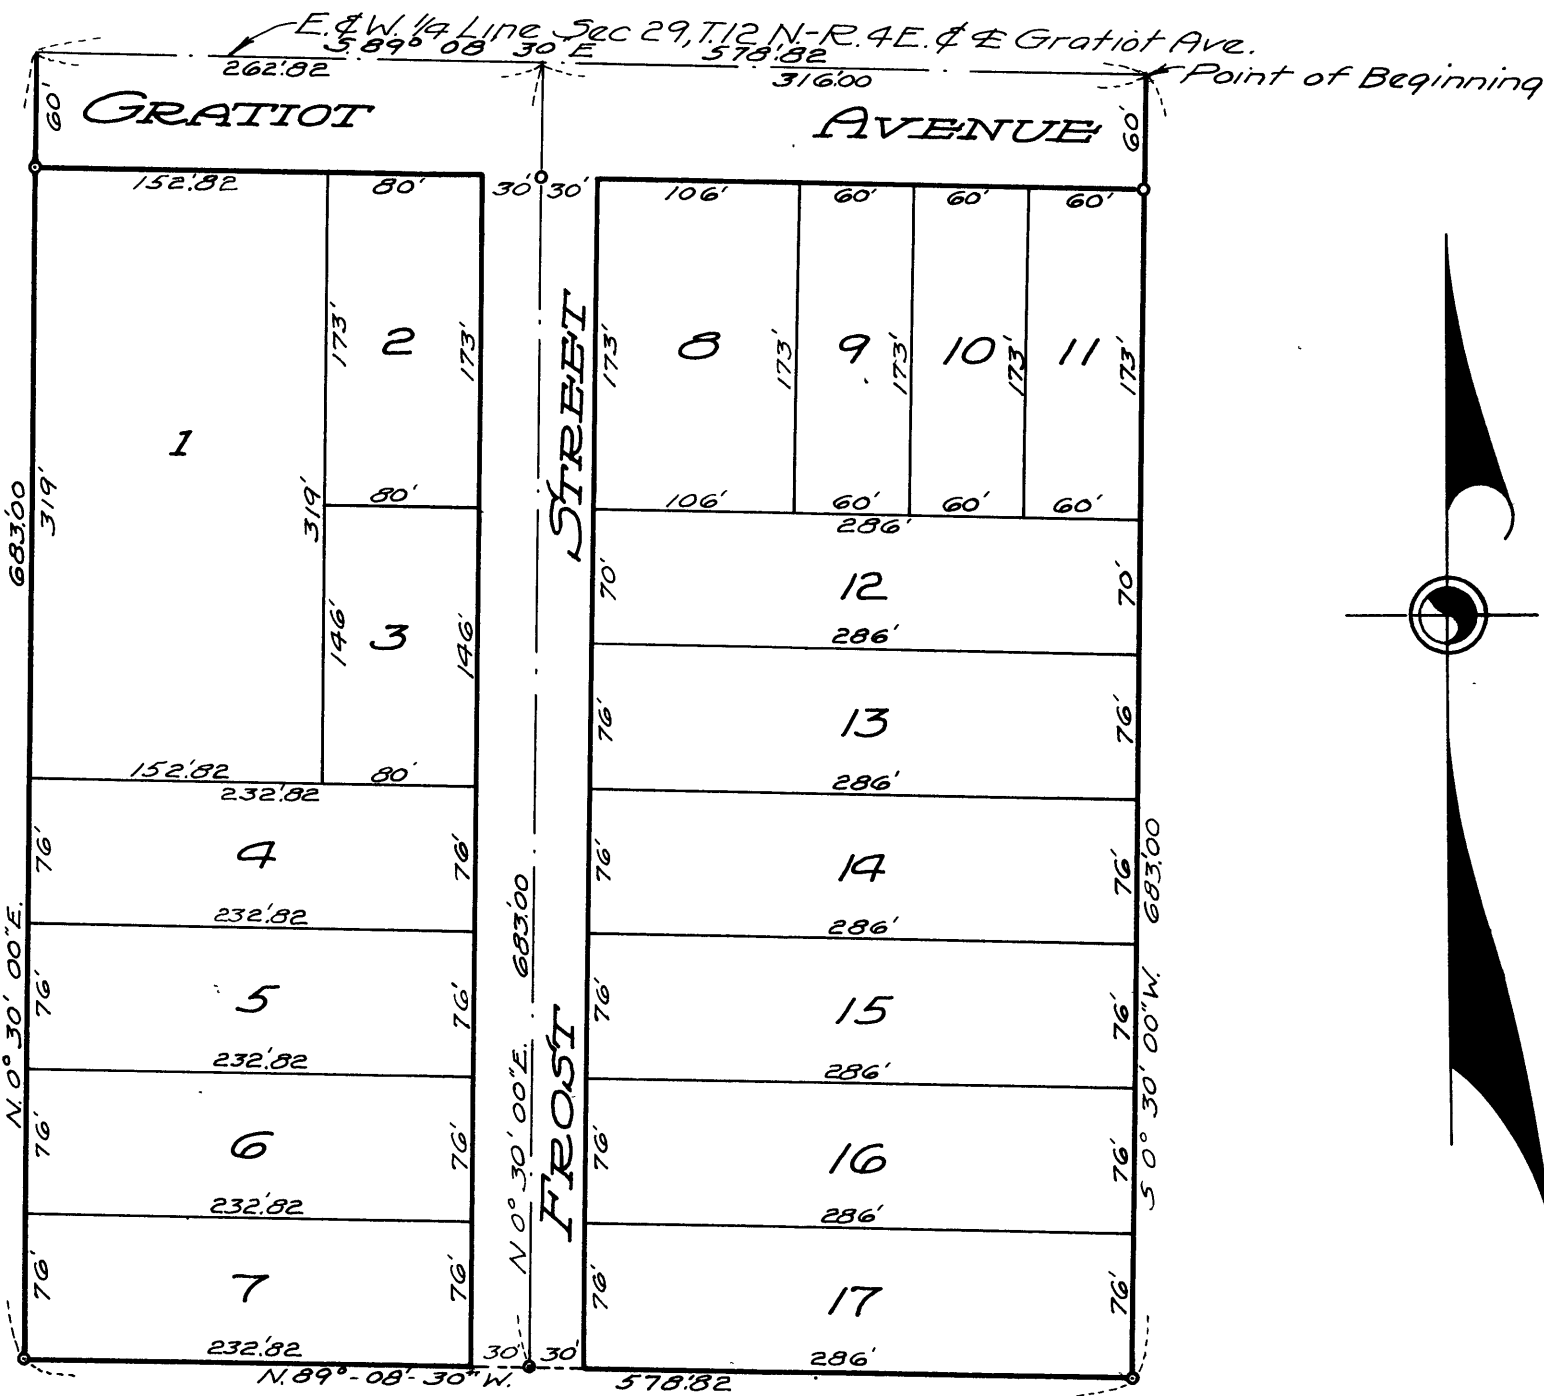 E. & W. 1/4 Line Sec 29, T.12 N.-R. 4E. & ℄ Gratiot Ave.
S. 89° 08' 30" E 578.82
262.82 316.00
Point of Beginning
60' GRATIOT AVENUE 60'
152.82 80' 30' 30' 106' 60' 60' 60'
1 173' 2 173' 173' 8 173' 9 173' 10 173' 11 173'
STREET
683.00 319' 319' 80' 106' 60' 60' 60'
286'
70' 12 70'
146' 3 146' 286'
76' 13 76'
152.82 80' 286'
232.82
76' 4 76' 76' 14 76' 683.00
232.82 683.00 286'
N. 0° 30' 00" E. 76' 5 76' 76' 15 76'
232.82 286'
N 0° 30' 00" E. FROST S 0° 30' 00" W.
76' 6 76' 76' 16 76'
232.82 286'
76' 7 76' 76' 17 76'
232.82 30' 30' 286'
N. 89°-08'-30" W. 578.82